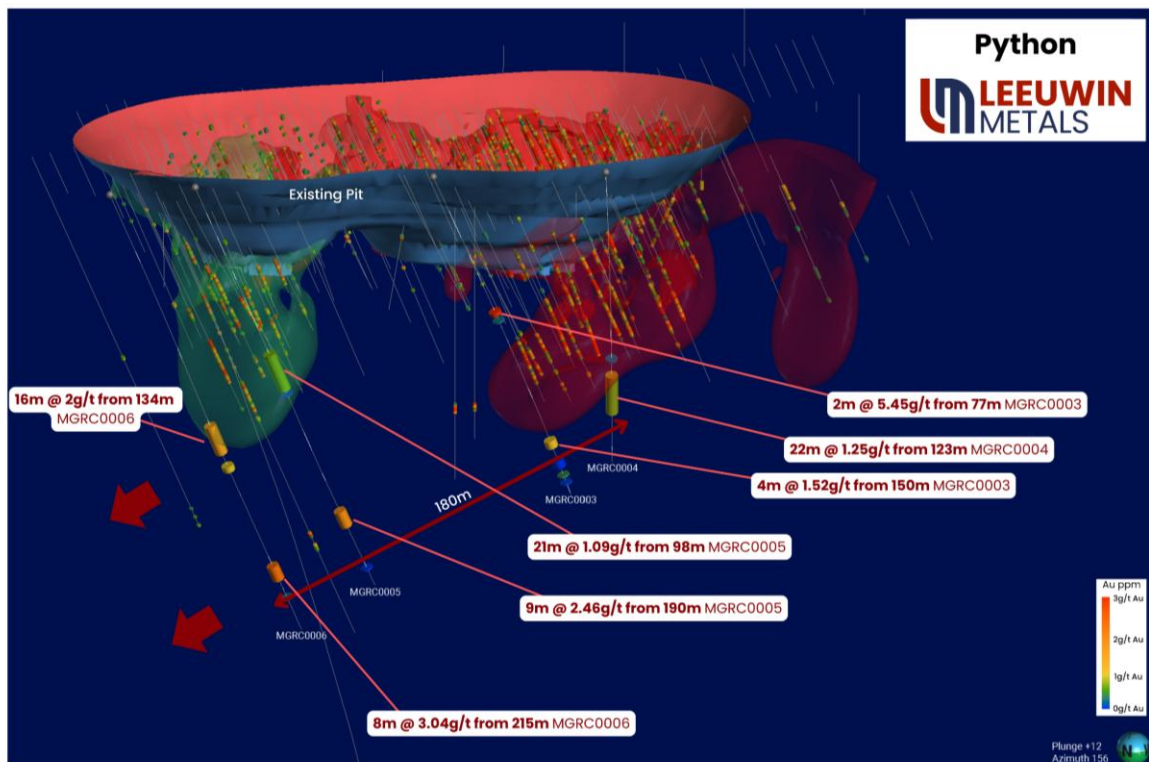 Python
LEEUWIN
METALS
Existing Pit
16m @ 2g/t from 134m
MGRC0006
2m @ 5.45g/t from 77m MGRC0003
22m @ 1.25g/t from 123m MGRC0004
4m @ 1.52g/t from 150m MGRC0003
MGRC0004
MGRC0003
180m
21m @ 1.09g/t from 98m MGRC0005
MGRC0005
9m @ 2.46g/t from 190m MGRC0005
MGRC0006
8m @ 3.04g/t from 215m MGRC0006
Au ppm
3g/t Au
2g/t Au
1g/t Au
0g/t Au
Plunge +12
Azimuth 156
N